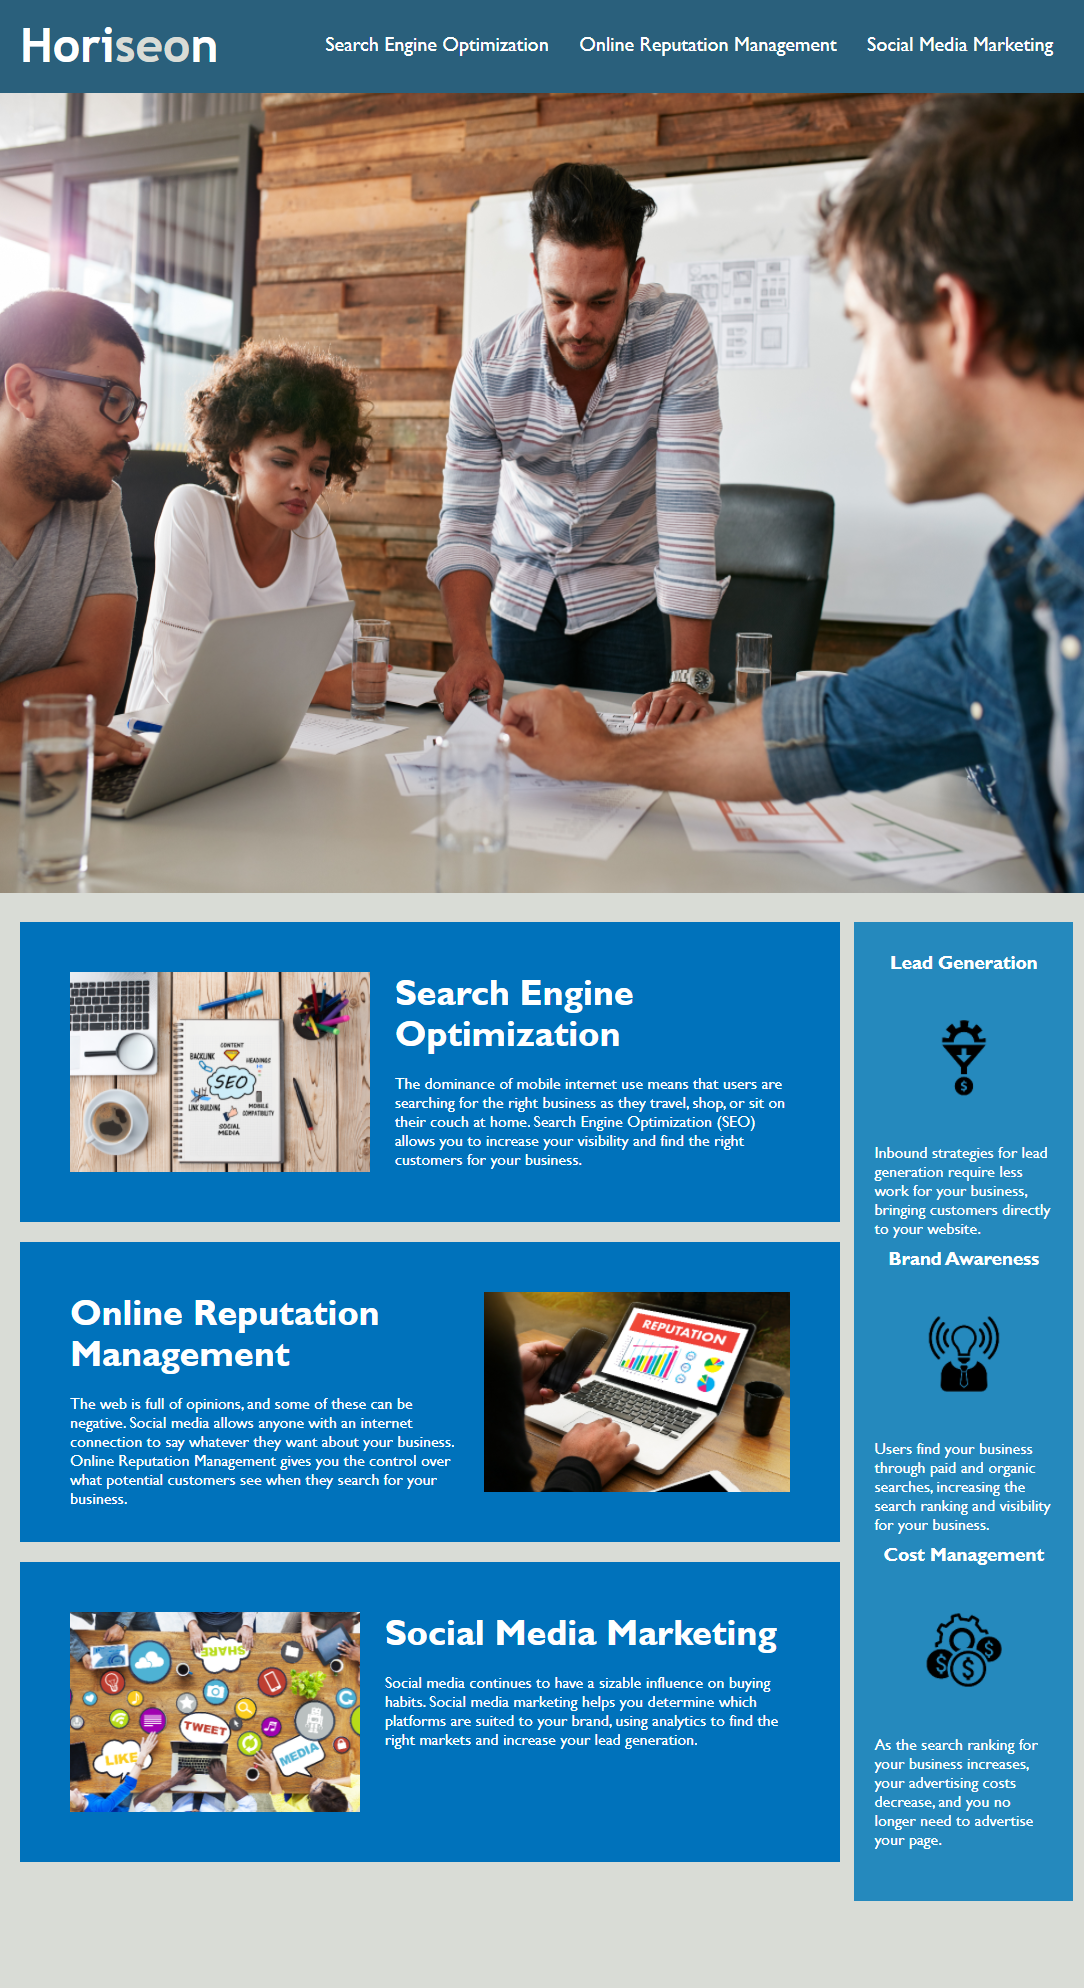 Horiseon
Search Engine Optimization
Online Reputation Management
Social Media Marketing
CONTENT
BACKLINK
HEADINGS
SEO
LINK BUILDING
MOBILE
COMPATIBILITY
SOCIAL
MEDIA
Search Engine
Optimization
The dominance of mobile internet use means that users are
searching for the right business as they travel, shop, or sit on
their couch at home. Search Engine Optimization (SEO)
allows you to increase your visibility and find the right
customers for your business.
Online Reputation
Management
The web is full of opinions, and some of these can be
negative. Social media allows anyone with an internet
connection to say whatever they want about your business.
Online Reputation Management gives you the control over
what potential customers see when they search for your
business.
REPUTATION
SHARE
TWEET
LIKE
MEDIA
Social Media Marketing
Social media continues to have a sizable influence on buying
habits. Social media marketing helps you determine which
platforms are suited to your brand, using analytics to find the
right markets and increase your lead generation.
Lead Generation
$
Inbound strategies for lead
generation require less
work for your business,
bringing customers directly
to your website.
Brand Awareness
Users find your business
through paid and organic
searches, increasing the
search ranking and visibility
for your business.
Cost Management
$ $ $
As the search ranking for
your business increases,
your advertising costs
decrease, and you no
longer need to advertise
your page.